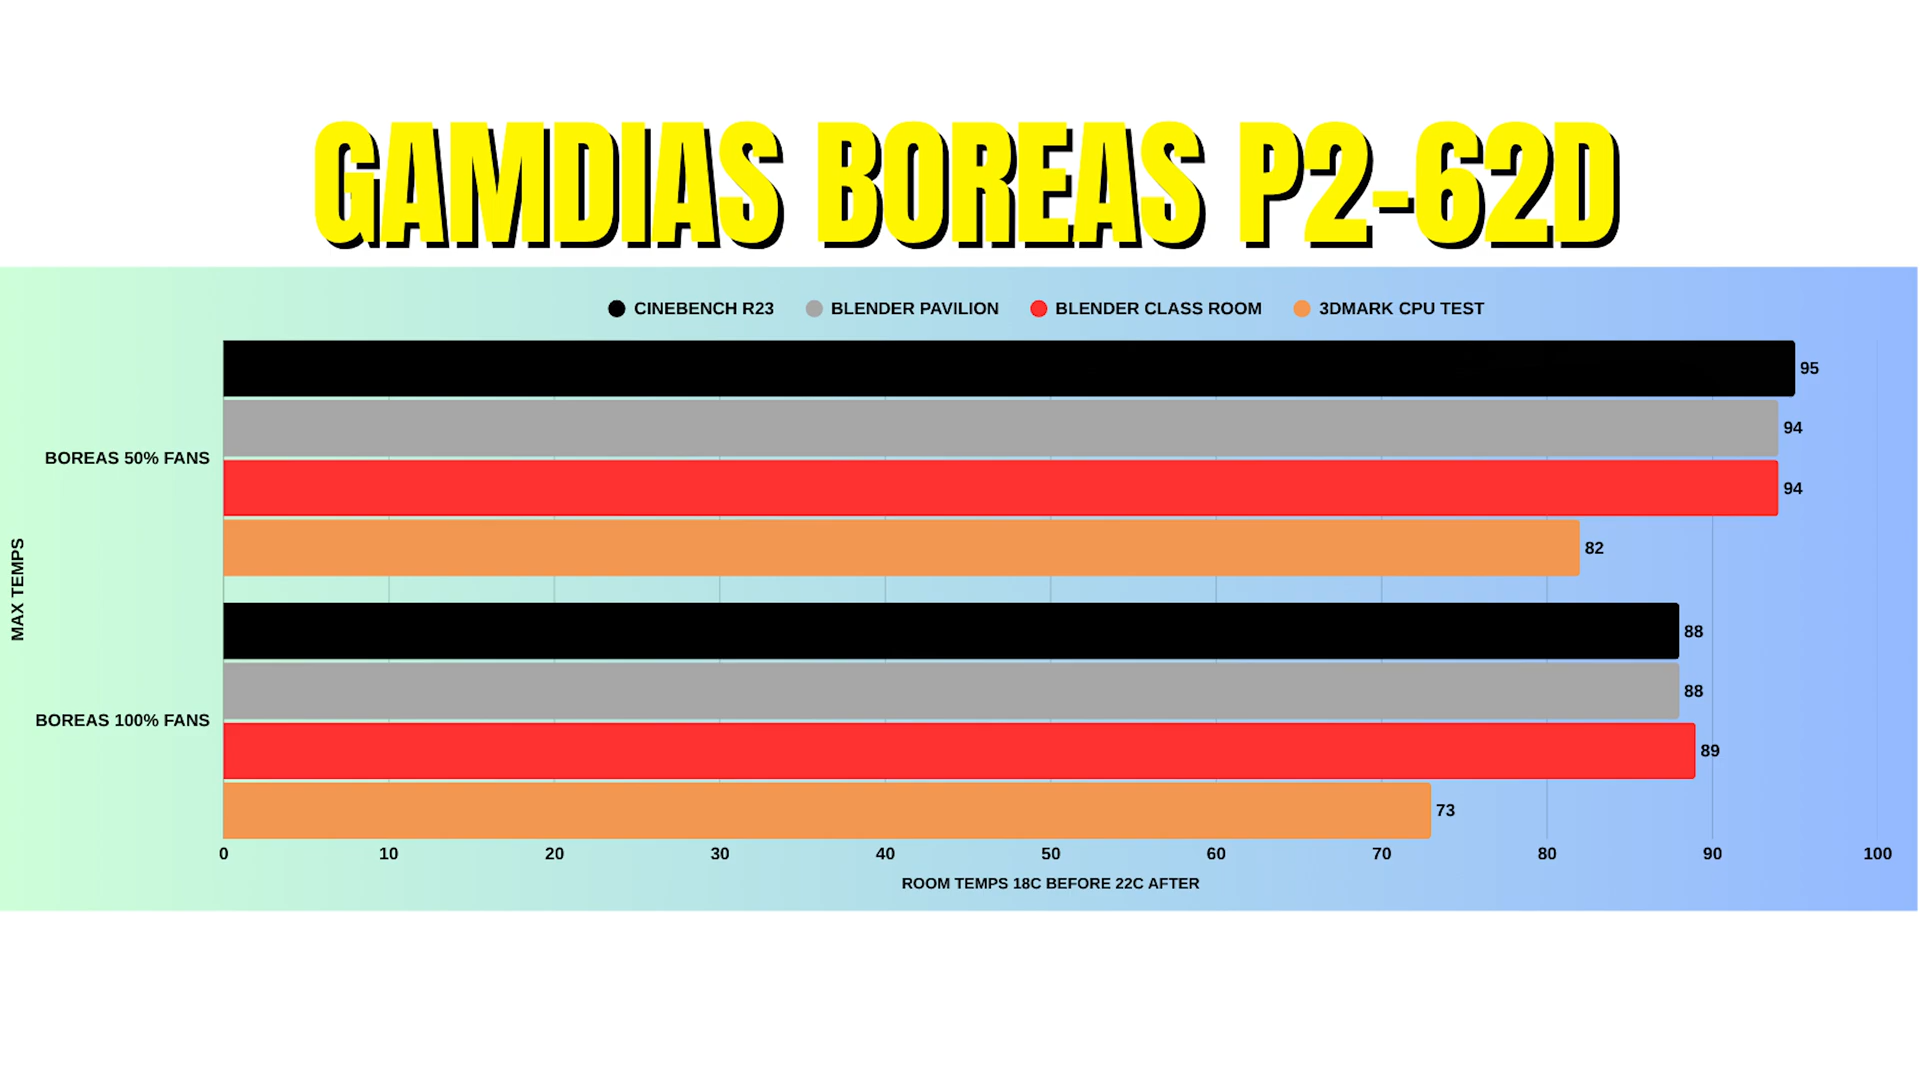 GAMDIAS BOREAS P2-62D
CINEBENCH R23 BLENDER PAVILION BLENDER CLASS ROOM 3DMARK CPU TEST
MAX TEMPS
BOREAS 50% FANS
95
94
94
82
BOREAS 100% FANS
88
88
89
73
0 10 20 30 40 50 60 70 80 90 100
ROOM TEMPS 18C BEFORE 22C AFTER